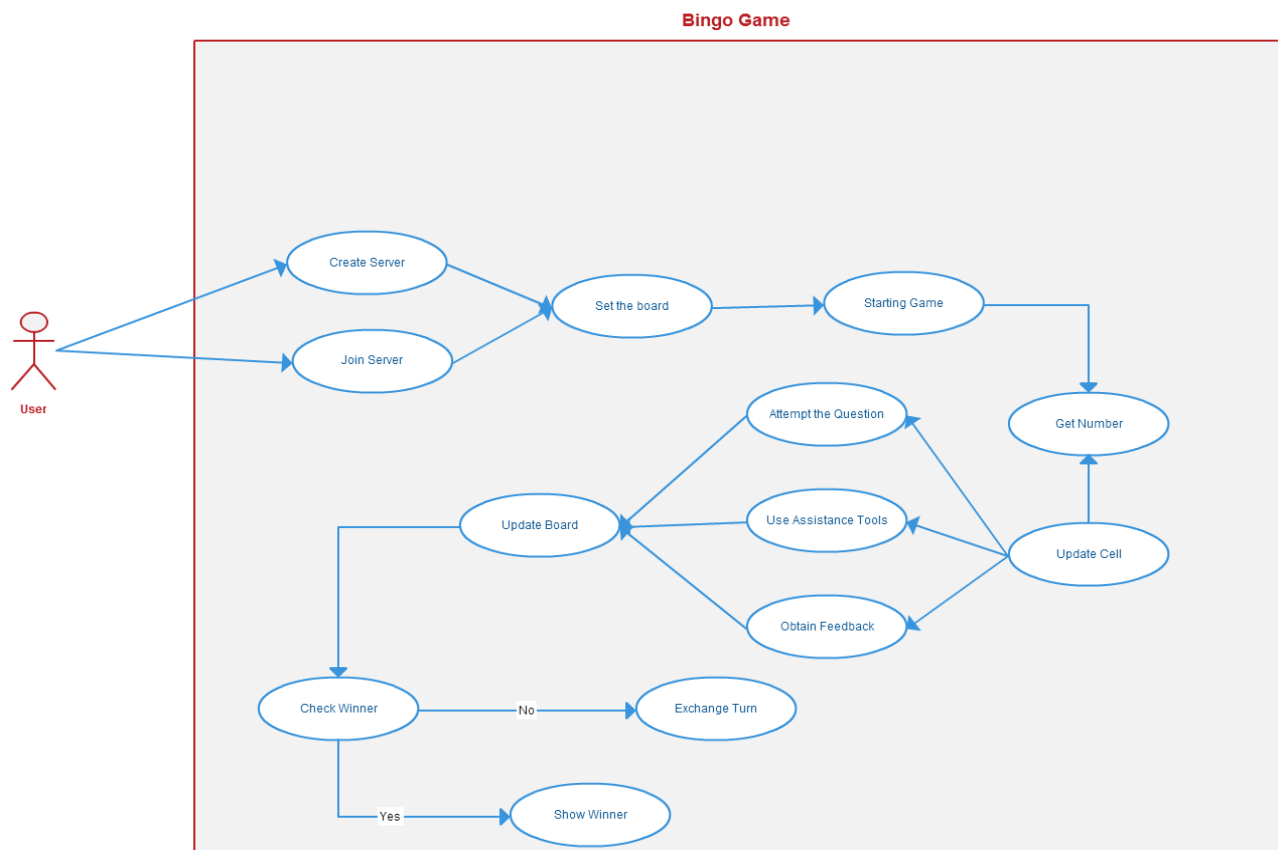 Bingo Game
Create Server
Set the board
Starting Game
Join Server
User
Attempt the Question
Get Number
Use Assistance Tools
Update Board
Update Cell
Obtain Feedback
Check Winner
No
Exchange Turn
Yes
Show Winner